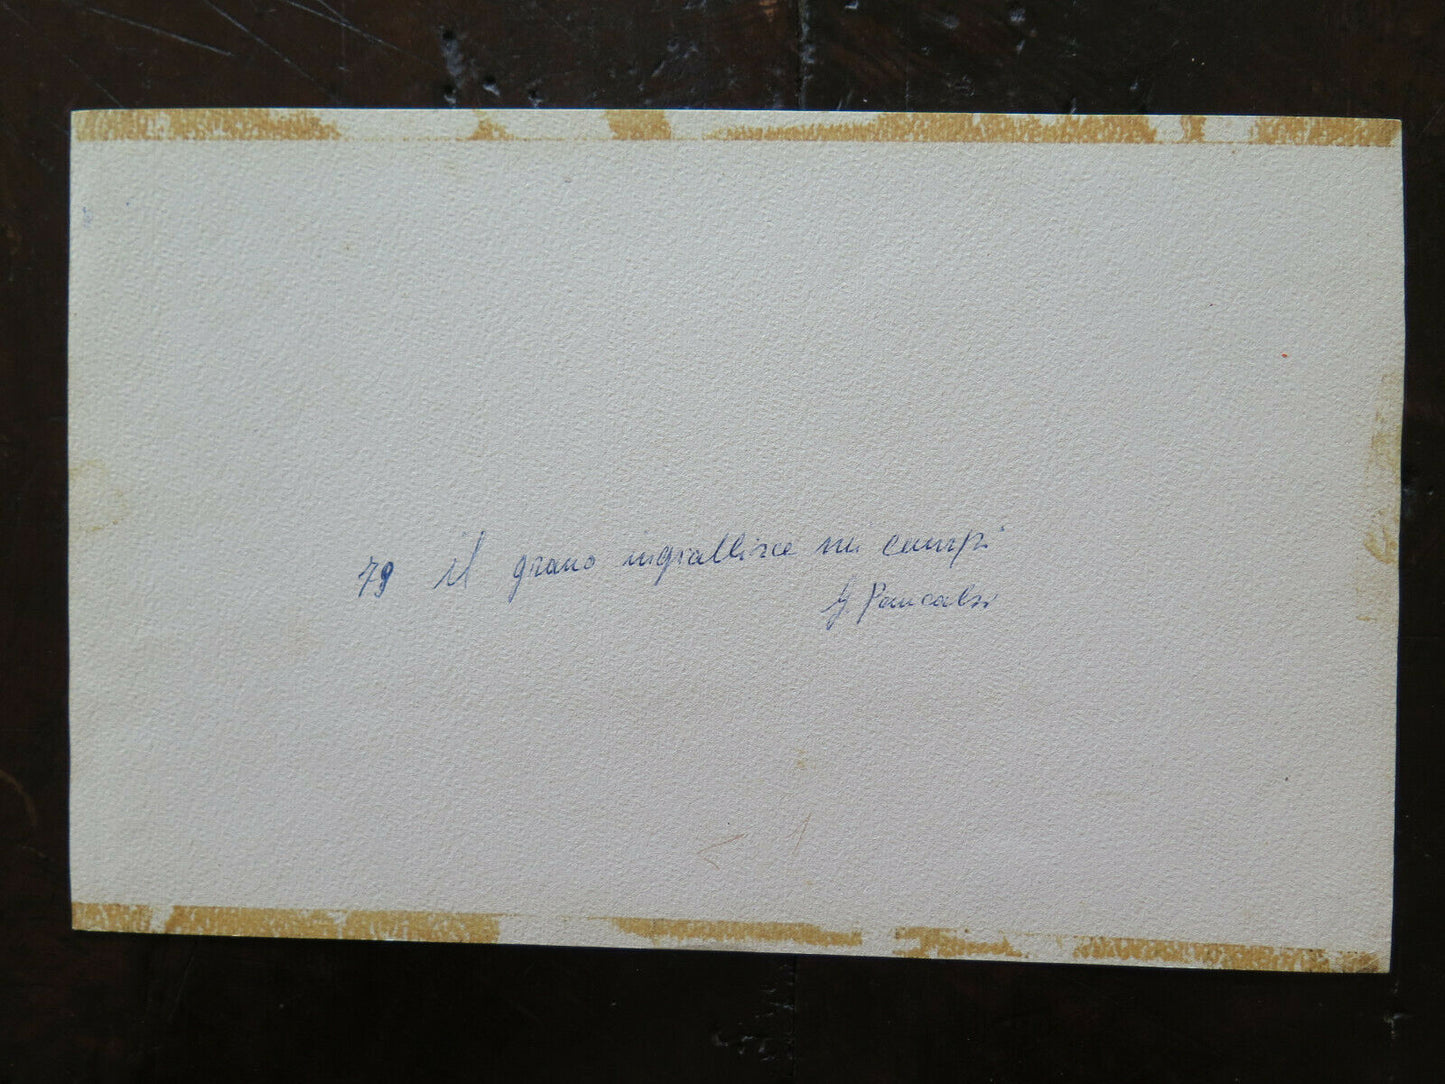 79 il grano ingiallisce nei campi
G. Pancaldi